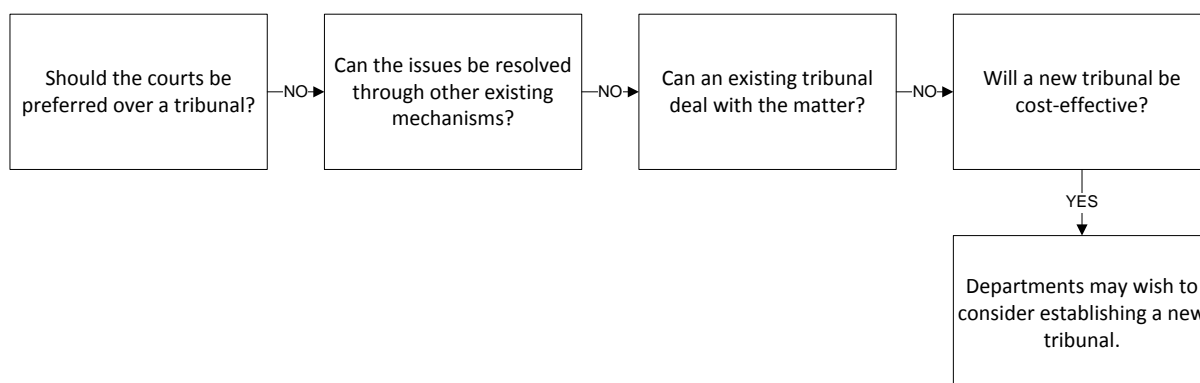 Should the courts be
preferred over a tribunal?
NO
Can the issues be resolved
through other existing
mechanisms?
NO
Can an existing tribunal
deal with the matter?
NO
Will a new tribunal be
cost-effective?
YES
Departments may wish to
consider establishing a new
tribunal.